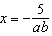 x = -5/ab